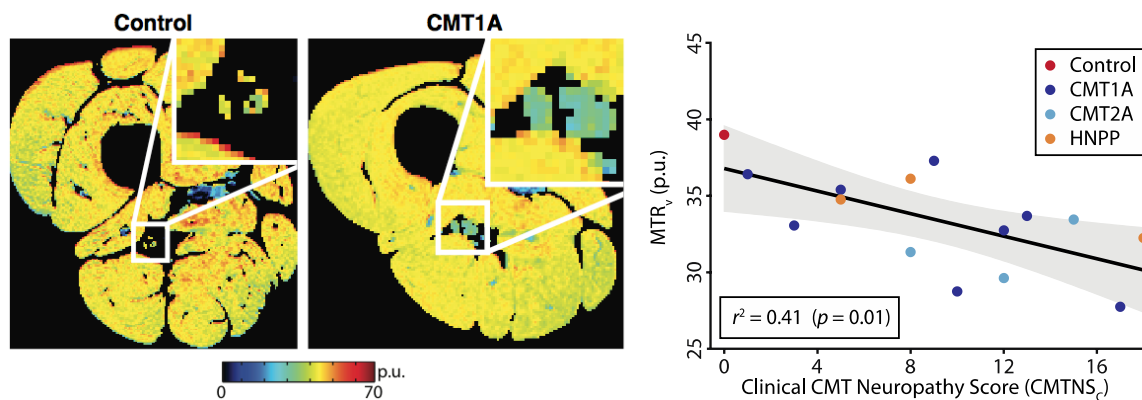 Control
CMT1A
0
70
p.u.
MTRᵥ (p.u.)
45
40
35
30
25
0
4
8
12
16
Clinical CMT Neuropathy Score (CMTNS_C)
Control
CMT1A
CMT2A
HNPP
r² = 0.41 (p = 0.01)